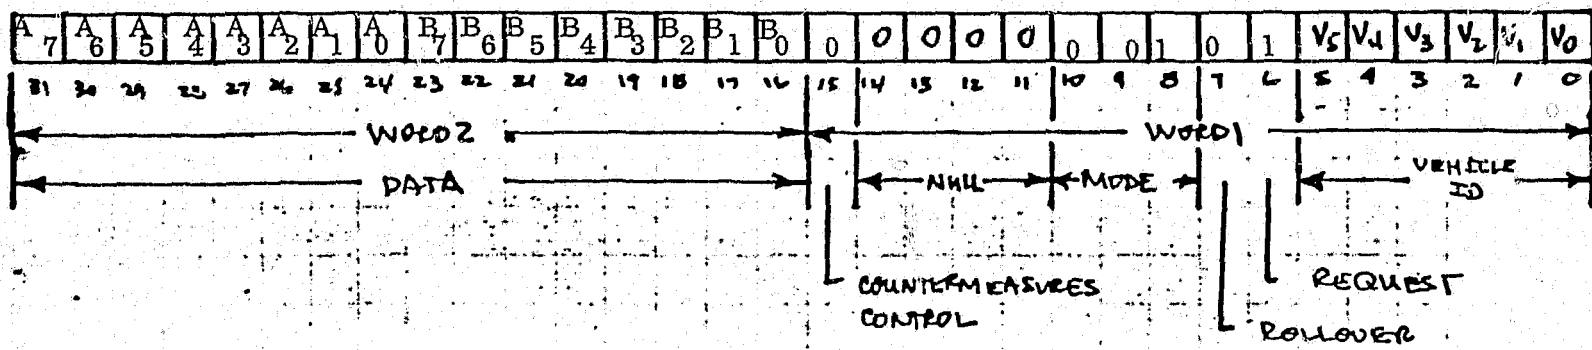 A7 A6 A5 A4 A3 A2 A1 A0 B7 B6 B5 B4 B3 B2 B1 B0 0 0 0 0 0 0 0 1 0 1 V5 V4 V3 V2 V1 V0
31 30 29 28 27 26 25 24 23 22 21 20 19 18 17 16 15 14 13 12 11 10 9 8 7 6 5 4 3 2 1 0
WORD2 WORD1
DATA NULL MODE VEHICLE
ID
COUNTERMEASURES REQUEST
CONTROL
ROLLOVER